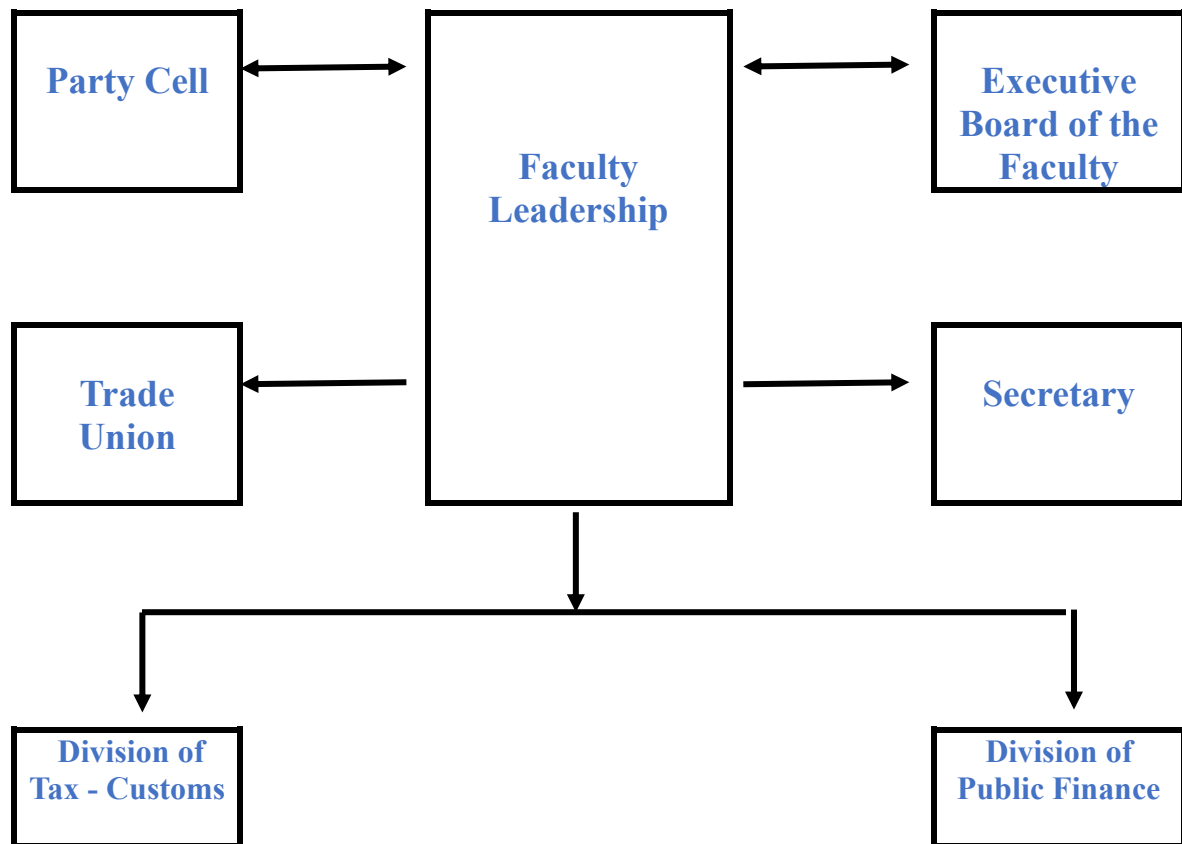 Party Cell
Faculty
Leadership
Executive
Board of the
Faculty
Trade
Union
Secretary
Division of
Tax - Customs
Division of
Public Finance